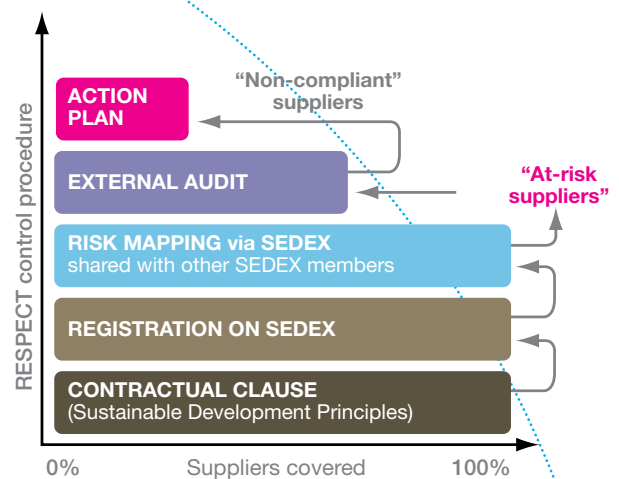 "Non-compliant"
suppliers
ACTION
PLAN
"At-risk
suppliers"
EXTERNAL AUDIT
RISK MAPPING via SEDEX
shared with other SEDEX members
REGISTRATION ON SEDEX
CONTRACTUAL CLAUSE
(Sustainable Development Principles)
RESPECT control procedure
0%
Suppliers covered
100%